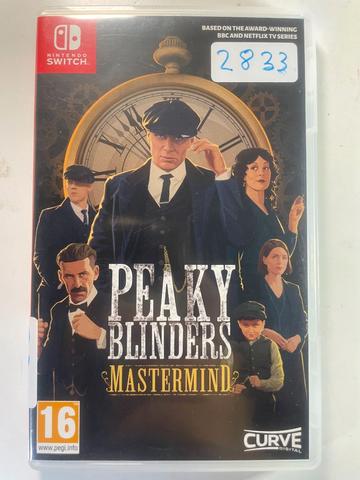 NINTENDO
SWITCH™
BASED ON THE AWARD-WINNING
BBC AND NETFLIX TV SERIES
2833
PEAKY
BLINDERS
MASTERMIND
16
www.pegi.info
CURVE
DIGITAL